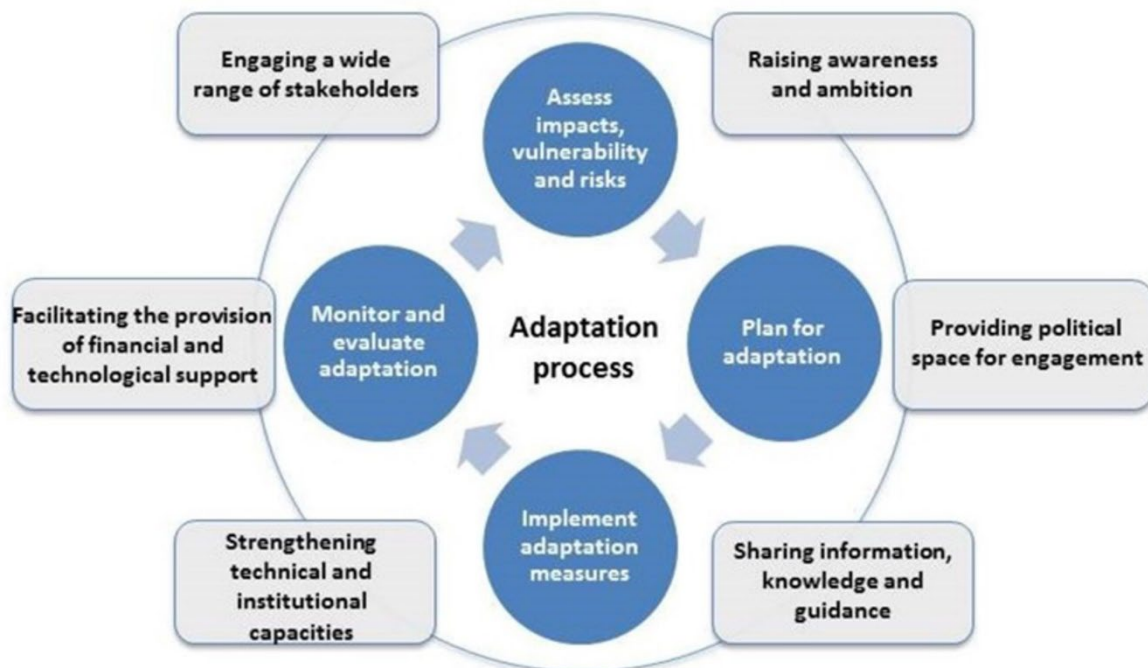 Engaging a wide
range of stakeholders
Raising awareness
and ambition
Assess
impacts,
vulnerability
and risks
Facilitating the provision
of financial and
technological support
Monitor and
evaluate
adaptation
Adaptation
process
Plan for
adaptation
Providing political
space for engagement
Strengthening
technical and
institutional
capacities
Implement
adaptation
measures
Sharing information,
knowledge and
guidance